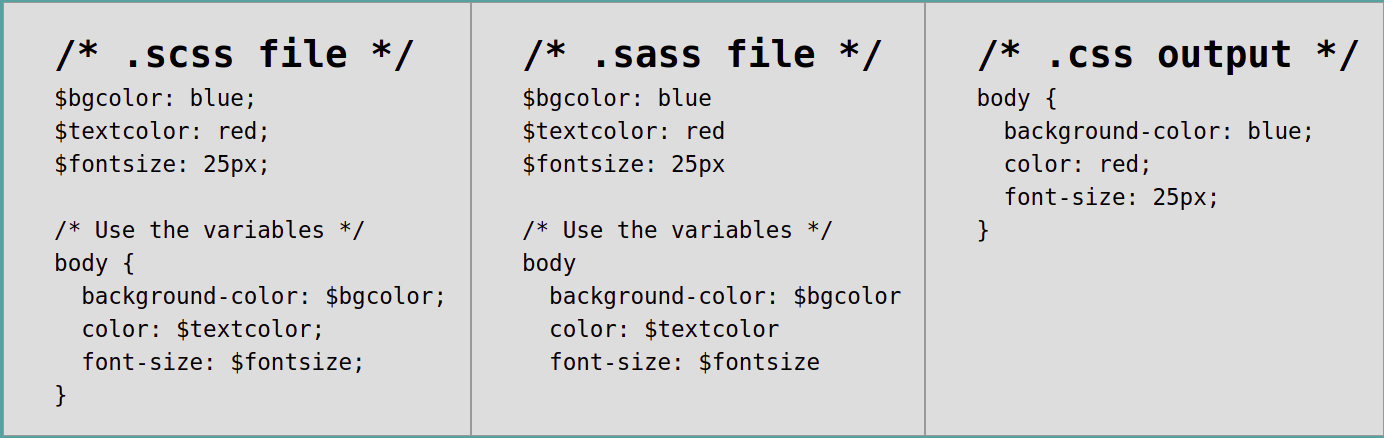 /* .scss file */
$bgcolor: blue;
$textcolor: red;
$fontsize: 25px;

/* Use the variables */
body {
  background-color: $bgcolor;
  color: $textcolor;
  font-size: $fontsize;
}

/* .sass file */
$bgcolor: blue
$textcolor: red
$fontsize: 25px

/* Use the variables */
body
  background-color: $bgcolor
  color: $textcolor
  font-size: $fontsize

/* .css output */
body {
  background-color: blue;
  color: red;
  font-size: 25px;
}